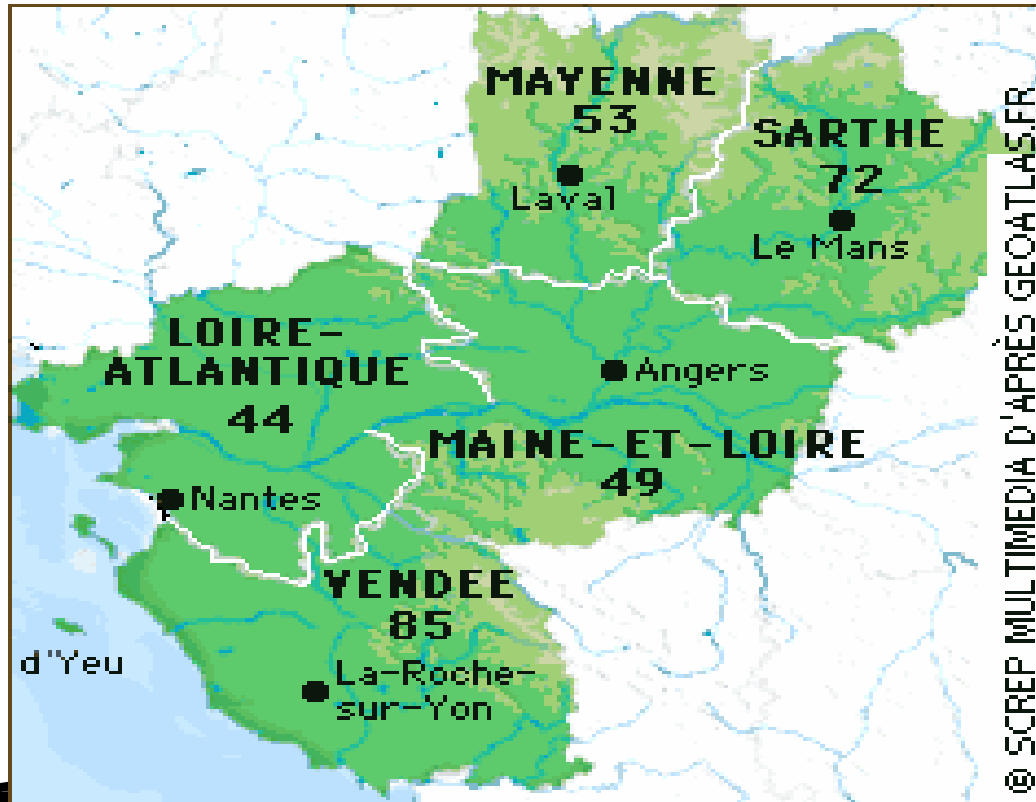 MAYENNE
53
SARTHE
72
Laval
Le Mans
LOIRE-
ATLANTIQUE
44
Angers
MAINE-ET-LOIRE
49
Nantes
VENDEE
85
d'Yeu
La-Roche-
sur-Yon
@ SCREP MULTIMEDIA D'APRÈS GEOATLAS.FR